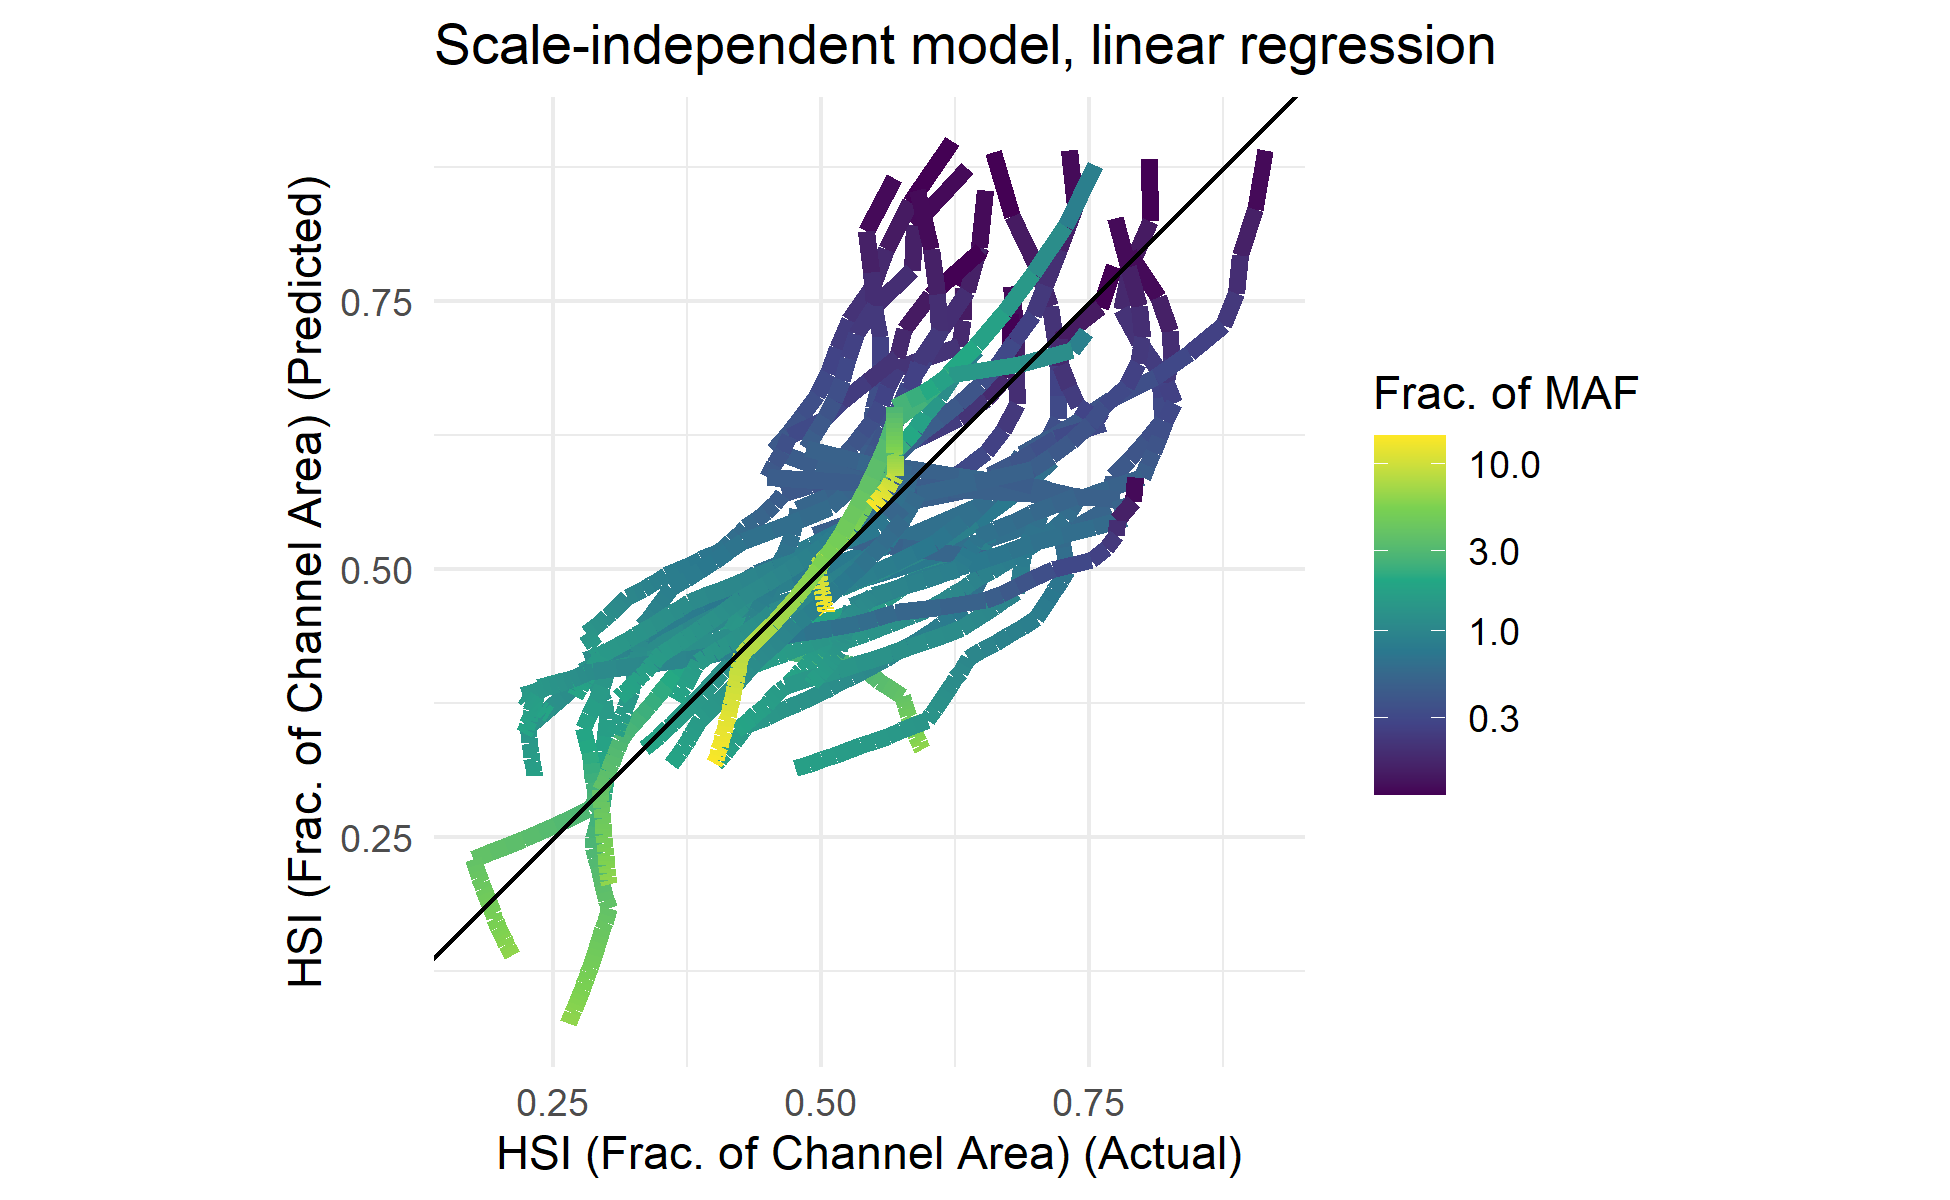 Scale-independent model, linear regression
HSI (Frac. of Channel Area) (Predicted)
0.75
0.50
0.25
0.25
0.50
0.75
HSI (Frac. of Channel Area) (Actual)
Frac. of MAF
10.0
3.0
1.0
0.3